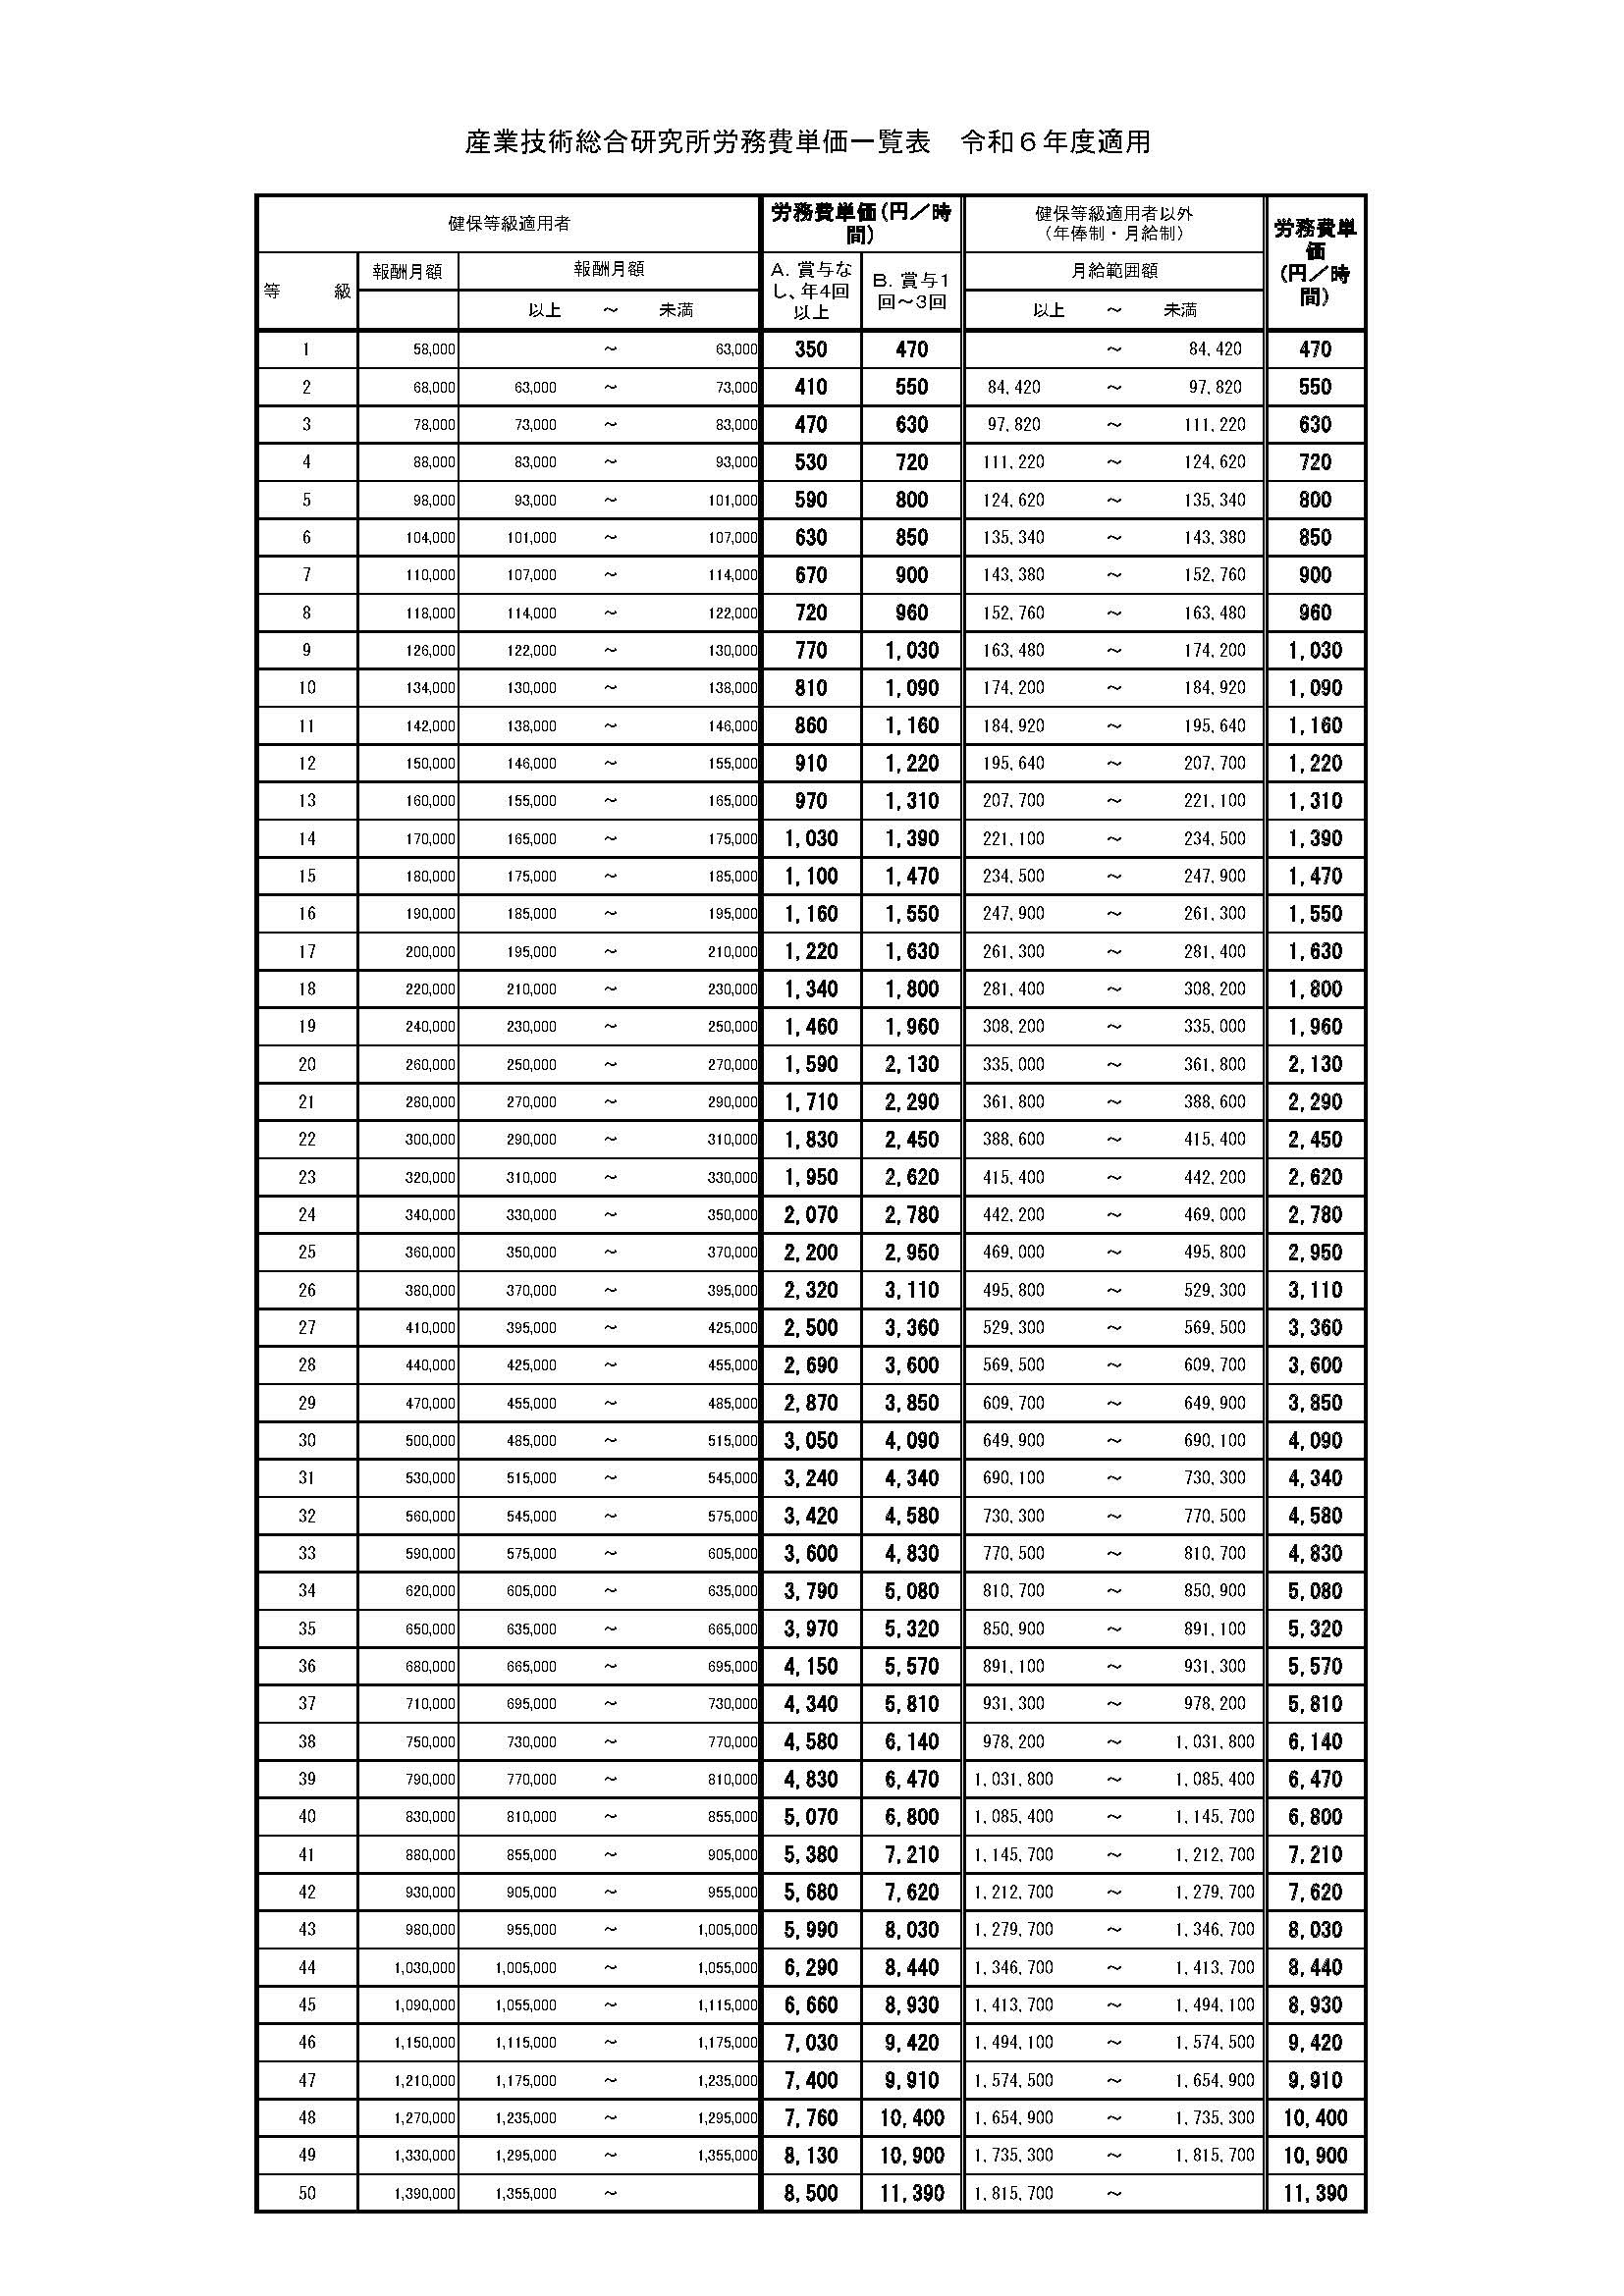 産業技術総合研究所労務費単価一覧表 令和６年度適用
健保等級適用者 労務費単価(円／時間) 健保等級適用者以外（年俸制・月給制） 労務費単価(円／時間)
等 級 報酬月額 報酬月額 A. 賞与なし、年4回以上 B. 賞与1回～3回 月給範囲額
以上 ～ 未満 以上 ～ 未満
1 58,000 ～ 63,000 350 470 ～ 84,420 470
2 68,000 63,000 ～ 73,000 410 550 84,420 ～ 97,820 550
3 78,000 73,000 ～ 83,000 470 630 97,820 ～ 111,220 630
4 88,000 83,000 ～ 93,000 530 720 111,220 ～ 124,620 720
5 98,000 93,000 ～ 101,000 590 800 124,620 ～ 135,340 800
6 104,000 101,000 ～ 107,000 630 850 135,340 ～ 143,380 850
7 110,000 107,000 ～ 114,000 670 900 143,380 ～ 152,760 900
8 118,000 114,000 ～ 122,000 720 960 152,760 ～ 163,480 960
9 126,000 122,000 ～ 130,000 770 1,030 163,480 ～ 174,200 1,030
10 134,000 130,000 ～ 138,000 810 1,090 174,200 ～ 184,920 1,090
11 142,000 138,000 ～ 146,000 860 1,160 184,920 ～ 195,640 1,160
12 150,000 146,000 ～ 155,000 910 1,220 195,640 ～ 207,700 1,220
13 160,000 155,000 ～ 165,000 970 1,310 207,700 ～ 221,100 1,310
14 170,000 165,000 ～ 175,000 1,030 1,390 221,100 ～ 234,500 1,390
15 180,000 175,000 ～ 185,000 1,100 1,470 234,500 ～ 247,900 1,470
16 190,000 185,000 ～ 195,000 1,160 1,550 247,900 ～ 261,300 1,550
17 200,000 195,000 ～ 210,000 1,220 1,630 261,300 ～ 281,400 1,630
18 220,000 210,000 ～ 230,000 1,340 1,800 281,400 ～ 308,200 1,800
19 240,000 230,000 ～ 250,000 1,460 1,960 308,200 ～ 335,000 1,960
20 260,000 250,000 ～ 270,000 1,590 2,130 335,000 ～ 361,800 2,130
21 280,000 270,000 ～ 290,000 1,710 2,290 361,800 ～ 388,600 2,290
22 300,000 290,000 ～ 310,000 1,830 2,450 388,600 ～ 415,400 2,450
23 320,000 310,000 ～ 330,000 1,950 2,620 415,400 ～ 442,200 2,620
24 340,000 330,000 ～ 350,000 2,070 2,780 442,200 ～ 469,000 2,780
25 360,000 350,000 ～ 370,000 2,200 2,950 469,000 ～ 495,800 2,950
26 380,000 370,000 ～ 395,000 2,320 3,110 495,800 ～ 529,300 3,110
27 410,000 395,000 ～ 425,000 2,500 3,360 529,300 ～ 569,500 3,360
28 440,000 425,000 ～ 455,000 2,690 3,600 569,500 ～ 609,700 3,600
29 470,000 455,000 ～ 485,000 2,870 3,850 609,700 ～ 649,900 3,850
30 500,000 485,000 ～ 515,000 3,050 4,090 649,900 ～ 690,100 4,090
31 530,000 515,000 ～ 545,000 3,240 4,340 690,100 ～ 730,300 4,340
32 560,000 545,000 ～ 575,000 3,420 4,580 730,300 ～ 770,500 4,580
33 590,000 575,000 ～ 605,000 3,600 4,830 770,500 ～ 810,700 4,830
34 620,000 605,000 ～ 635,000 3,790 5,080 810,700 ～ 850,900 5,080
35 650,000 635,000 ～ 665,000 3,970 5,320 850,900 ～ 891,100 5,320
36 680,000 665,000 ～ 695,000 4,150 5,570 891,100 ～ 931,300 5,570
37 710,000 695,000 ～ 730,000 4,340 5,810 931,300 ～ 978,200 5,810
38 750,000 730,000 ～ 770,000 4,580 6,140 978,200 ～ 1,031,800 6,140
39 790,000 770,000 ～ 810,000 4,830 6,470 1,031,800 ～ 1,085,400 6,470
40 830,000 810,000 ～ 855,000 5,070 6,800 1,085,400 ～ 1,145,700 6,800
41 880,000 855,000 ～ 905,000 5,380 7,210 1,145,700 ～ 1,212,700 7,210
42 930,000 905,000 ～ 955,000 5,680 7,620 1,212,700 ～ 1,279,700 7,620
43 980,000 955,000 ～ 1,005,000 5,990 8,030 1,279,700 ～ 1,346,700 8,030
44 1,030,000 1,005,000 ～ 1,055,000 6,290 8,440 1,346,700 ～ 1,413,700 8,440
45 1,090,000 1,055,000 ～ 1,115,000 6,660 8,930 1,413,700 ～ 1,494,100 8,930
46 1,150,000 1,115,000 ～ 1,175,000 7,030 9,420 1,494,100 ～ 1,574,500 9,420
47 1,210,000 1,175,000 ～ 1,235,000 7,400 9,910 1,574,500 ～ 1,654,900 9,910
48 1,270,000 1,235,000 ～ 1,295,000 7,760 10,400 1,654,900 ～ 1,735,300 10,400
49 1,330,000 1,295,000 ～ 1,355,000 8,130 10,900 1,735,300 ～ 1,815,700 10,900
50 1,390,000 1,355,000 ～ 8,500 11,390 1,815,700 ～ 11,390